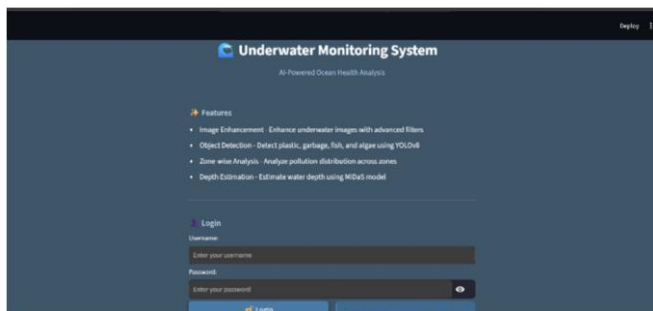 Deploy
Underwater Monitoring System
AI-Powered Ocean Health Analysis
Features
• Image Enhancement - Enhance underwater images with advanced filters
• Object Detection - Detect plastic, garbage, fish, and algae using YOLOv8
• Zone-wise Analysis - Analyze pollution distribution across zones
• Depth Estimation - Estimate water depth using MiDaS model
Login
Username:
Enter your username
Password:
Enter your password
Login